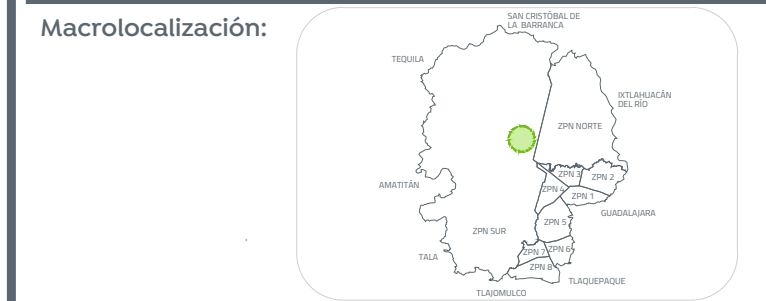 Macrolocalización:
SAN CRISTÓBAL DE
LA BARRANCA
TEQUILA
IXTLAHUACÁN
DEL RÍO
ZPN NORTE
ZPN 3
ZPN 2
ZPN 4
ZPN 1
AMATITÁN
GUADALAJARA
ZPN 5
ZPN SUR
ZPN 7
ZPN 6
TALA
ZPN 8
TLAQUEPAQUE
TLAJOMULCO